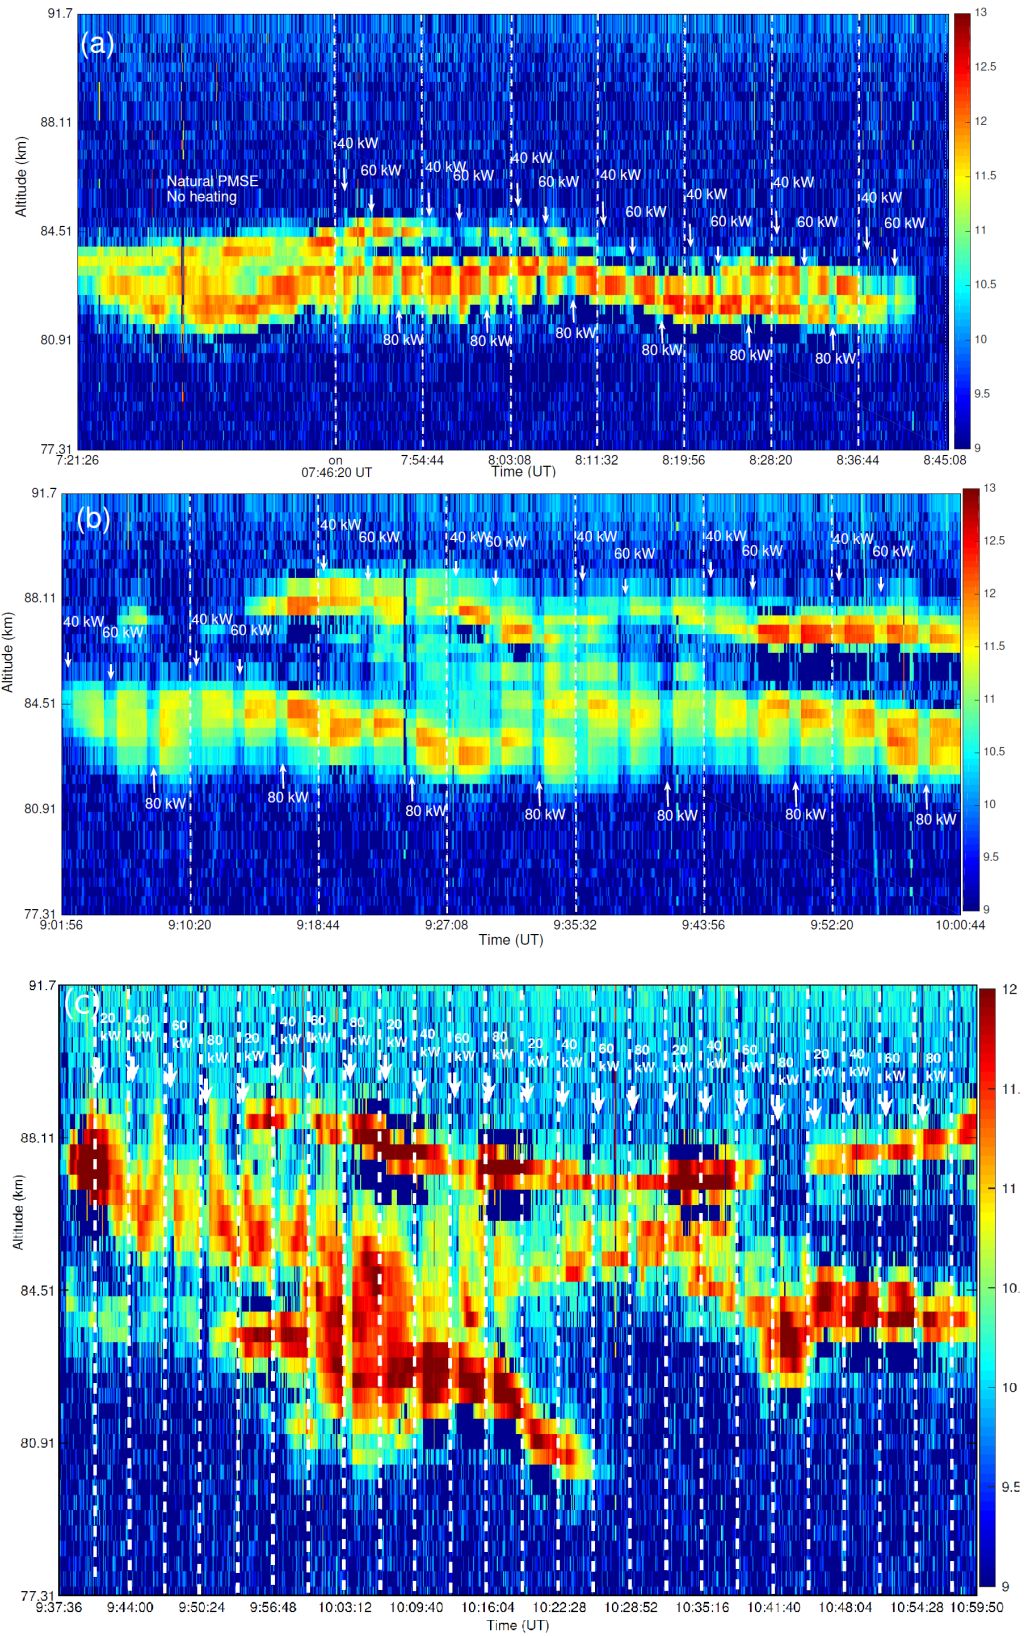 (a)
91.7
88.11
84.51
80.91
77.31
Altitude (km)
Natural PMSE
No heating
40 kW
60 kW
40 kW
60 kW
40 kW
60 kW
40 kW
60 kW
40 kW
60 kW
40 kW
60 kW
40 kW
60 kW
80 kW
80 kW
80 kW
80 kW
80 kW
80 kW
7:21:26
on
07:46:20 UT
7:54:44
8:03:08
8:11:32
8:19:56
8:28:20
8:36:44
8:45:08
Time (UT)
13
12.5
12
11.5
11
10.5
10
9.5
9
(b)
91.7
88.11
84.51
80.91
77.31
Altitude (km)
40 kW
60 kW
40 kW
60 kW
40 kW
60 kW
40 kW
60 kW
40 kW
60 kW
40 kW
60 kW
40 kW
60 kW
80 kW
80 kW
80 kW
80 kW
80 kW
80 kW
80 kW
9:01:56
9:10:20
9:18:44
9:27:08
9:35:32
9:43:56
9:52:20
10:00:44
Time (UT)
13
12.5
12
11.5
11
10.5
10
9.5
9
(c)
91.7
88.11
84.51
80.91
77.31
Altitude (km)
20
kW
40
kW
60
kW
80
kW
20
kW
40
kW
60
kW
80
kW
20
kW
40
kW
60
kW
80
kW
20
kW
40
kW
60
kW
80
kW
20
kW
40
kW
60
kW
80
kW
20
kW
40
kW
60
kW
80
kW
9:37:36
9:44:00
9:50:24
9:56:48
10:03:12
10:09:40
10:16:04
10:22:28
10:28:52
10:35:16
10:41:40
10:48:04
10:54:28
10:59:50
Time (UT)
12
11.
11
10.
10
9.5
9